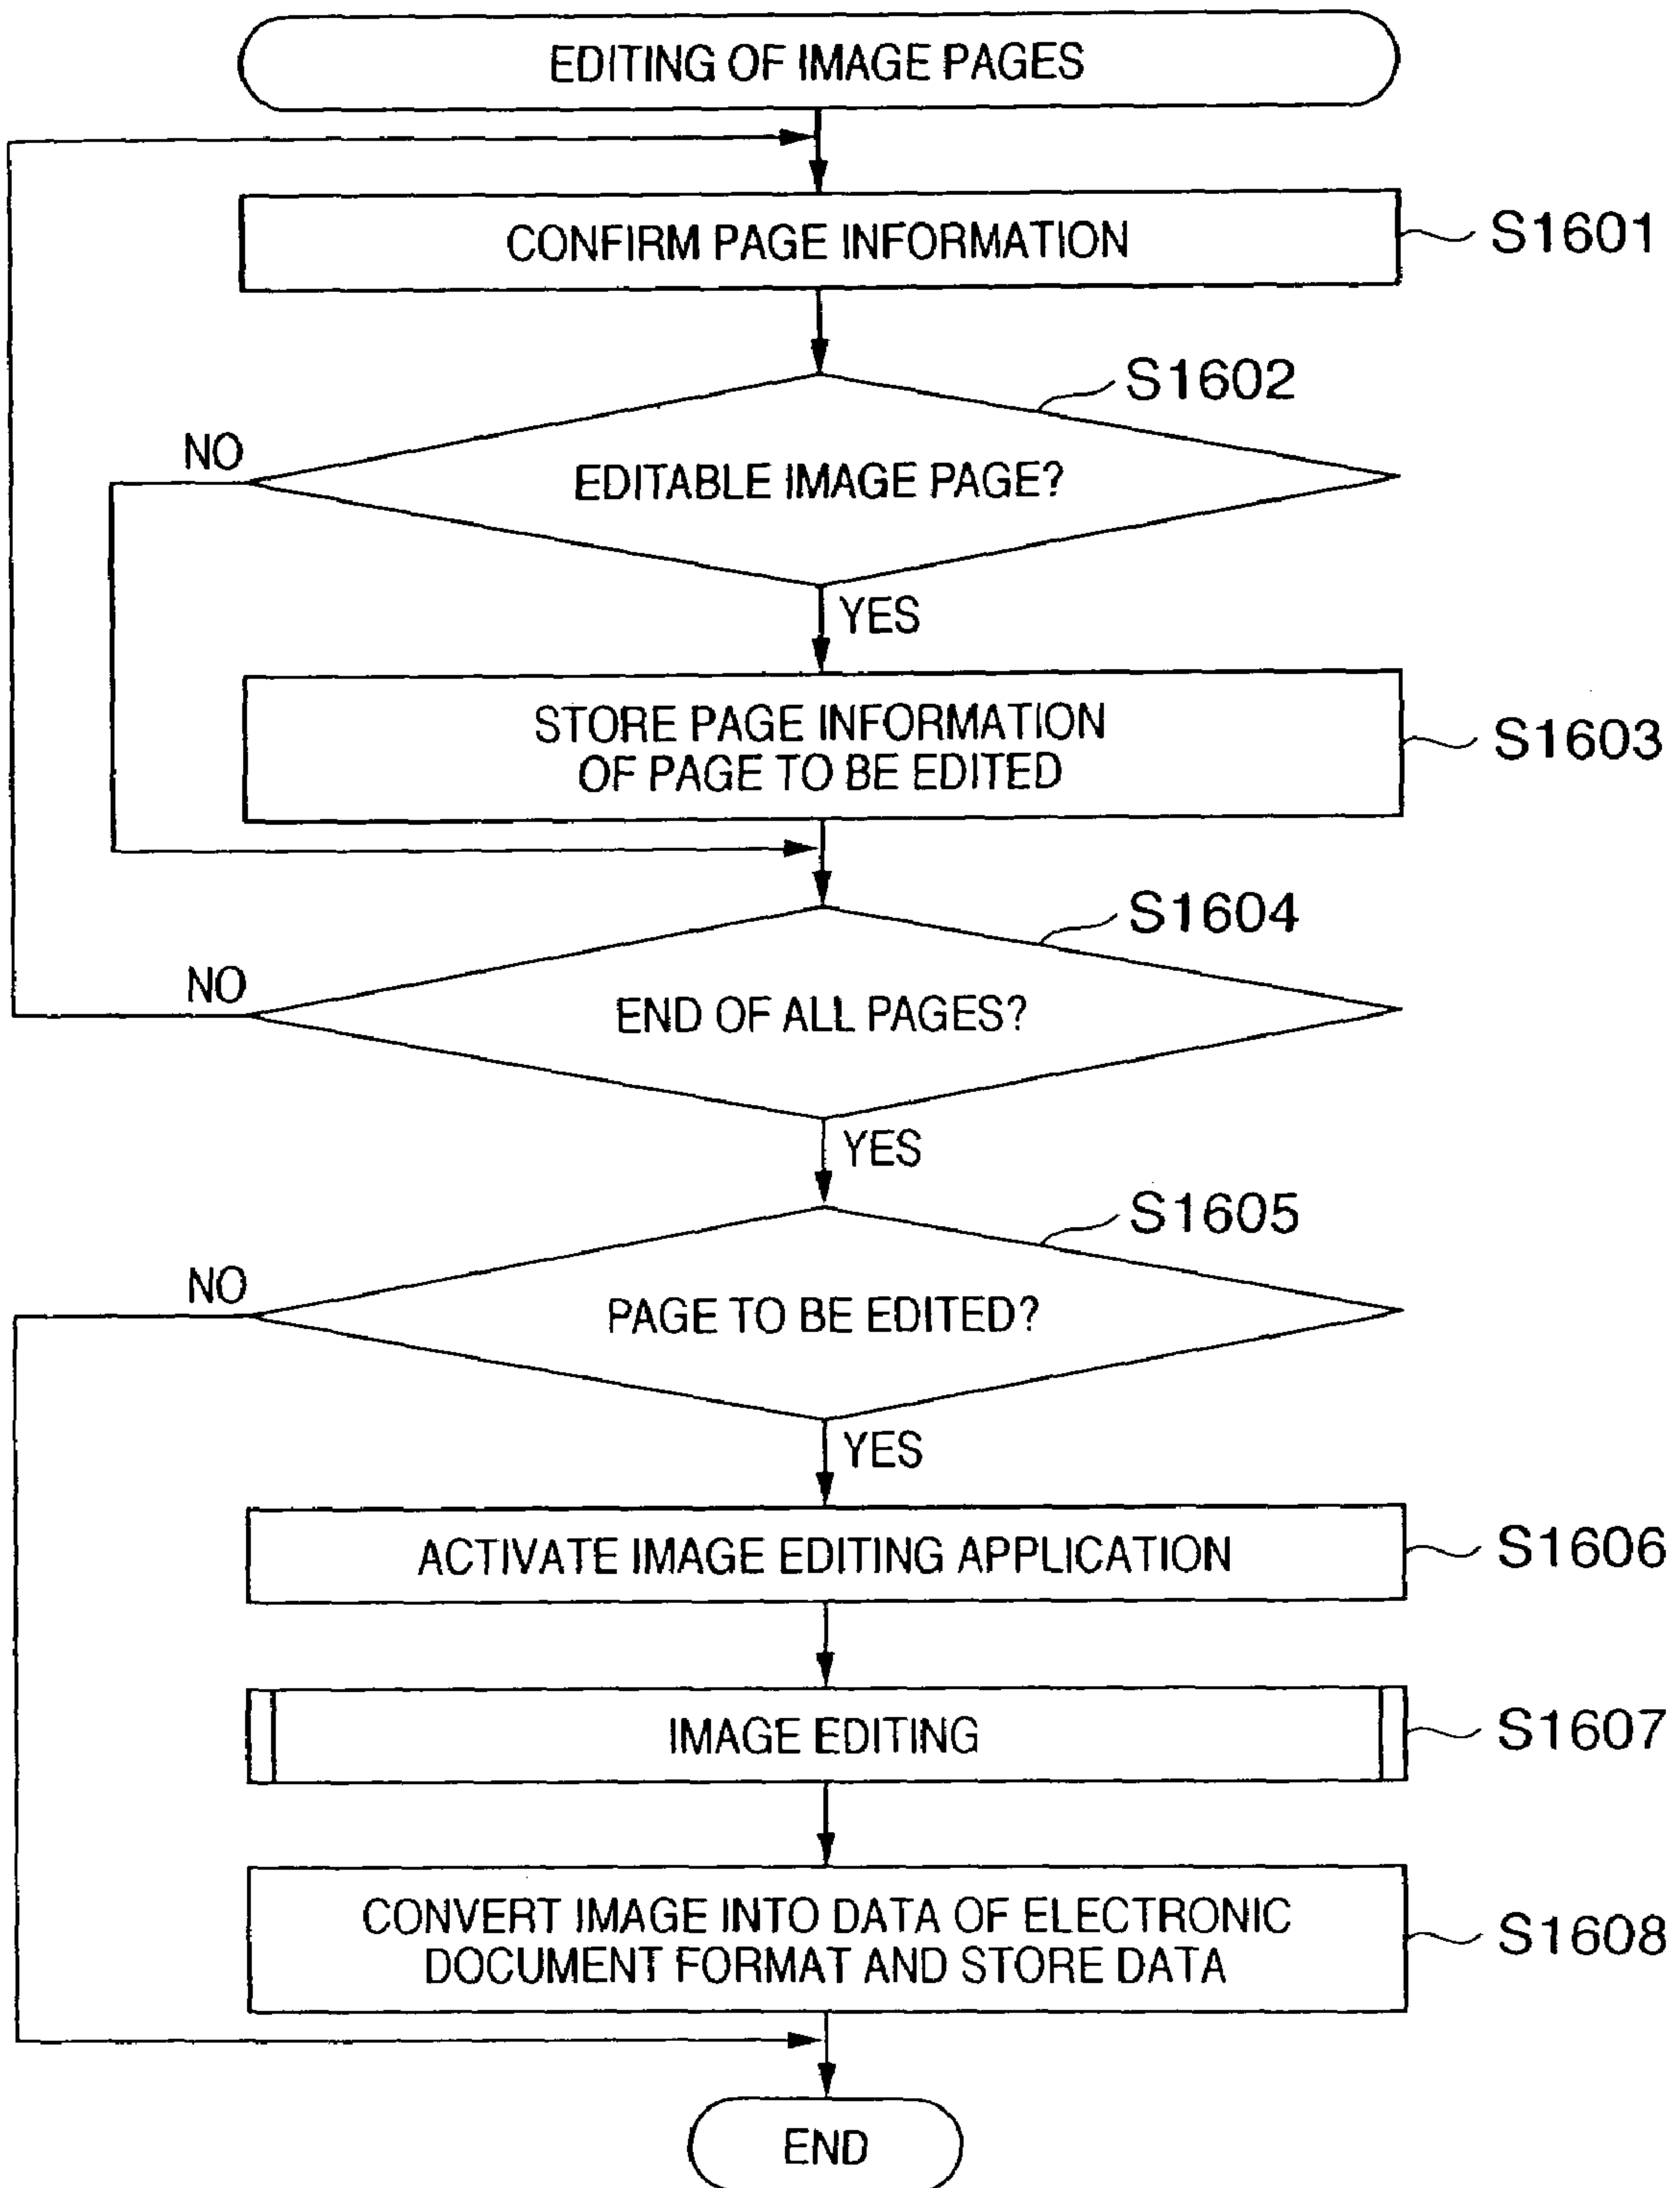 EDITING OF IMAGE PAGES
CONFIRM PAGE INFORMATION
S1601
S1602
NO
EDITABLE IMAGE PAGE?
YES
STORE PAGE INFORMATION
OF PAGE TO BE EDITED
S1603
S1604
NO
END OF ALL PAGES?
YES
S1605
NO
PAGE TO BE EDITED?
YES
ACTIVATE IMAGE EDITING APPLICATION
S1606
IMAGE EDITING
S1607
CONVERT IMAGE INTO DATA OF ELECTRONIC
DOCUMENT FORMAT AND STORE DATA
S1608
END